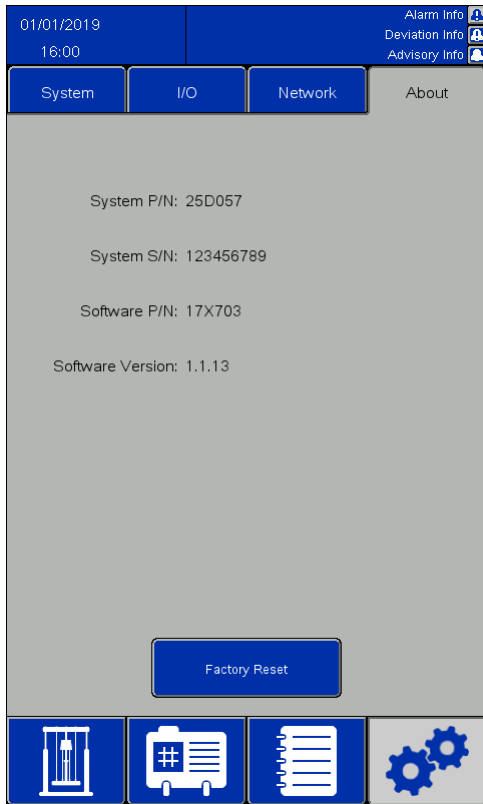 01/01/2019
16:00
Alarm Info
Deviation Info
Advisory Info
System I/O Network About
System P/N: 25D057
System S/N: 123456789
Software P/N: 17X703
Software Version: 1.1.13
Factory Reset
#